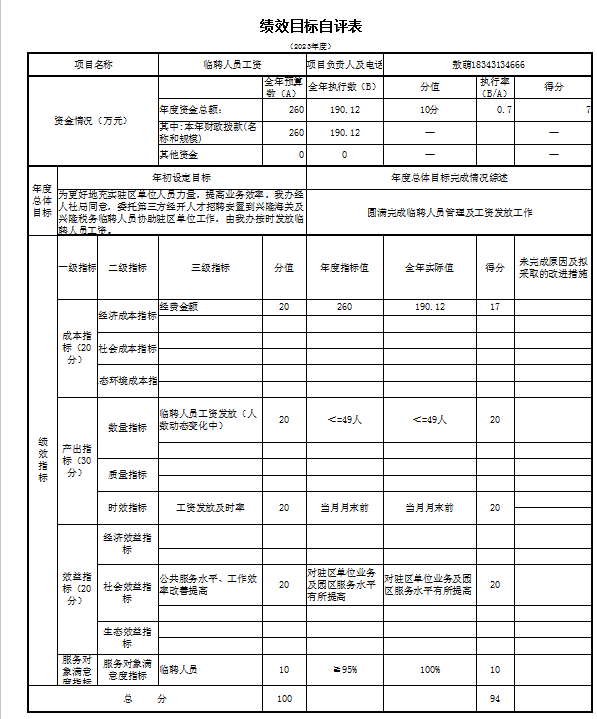 绩效目标自评表
（2023年度）
项目名称 临聘人员工资 项目负责人及电话 敖萌18343134666
资金情况（万元） 全年预算数（A） 全年执行数（B） 分值 执行率（B/A） 得分
年度资金总额： 260 190.12 10分 0.7 7
其中:本年财政拨款(名称和规模) 260 190.12 — —
其他资金 0 0 — —
年度总体目标 年初设定目标 年度总体目标完成情况综述
为更好地充实驻区单位人员力量，提高业务效率，我办经
人社局同意，委托第三方经开人才招聘安置到兴隆海关及
兴隆税务临聘人员协助驻区单位工作，由我办按时发放临
聘人员工资。
圆满完成临聘人员管理及工资发放工作
绩效指标
一级指标 二级指标 三级指标 分值 年度指标值 全年实际值 得分 未完成原因及拟采取的改进措施
成本指标（20分） 经济成本指标 经费金额 20 260 190.12 17
社会成本指标
态环境成本指
产出指标（30分） 数量指标 临聘人员工资发放（人数动态变化中） 20 <=49人 <=49人 20
质量指标
时效指标 工资发放及时率 20 当月月末前 当月月末前 20
效益指标（20分） 经济效益指标
社会效益指标 公共服务水平、工作效率改善提高 20 对驻区单位业务及园区服务水平有所提高 对驻区单位业务及园区服务水平有所提高 20
生态效益指标
服务对象满意度指标 服务对象满意度指标 临聘人员 10 ≥95% 100% 10
总 分 100 94